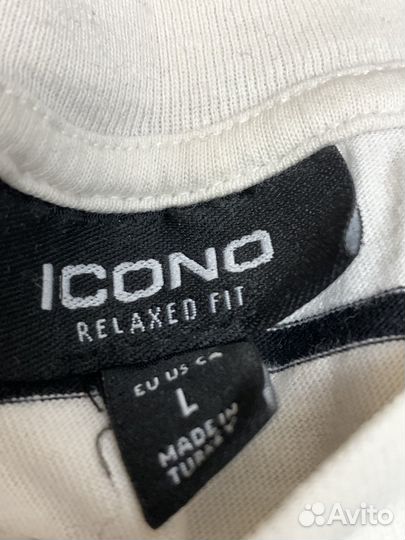 ICONO
RELAXED FIT
EU US CA
L
MADE IN
TURKEY
Avito